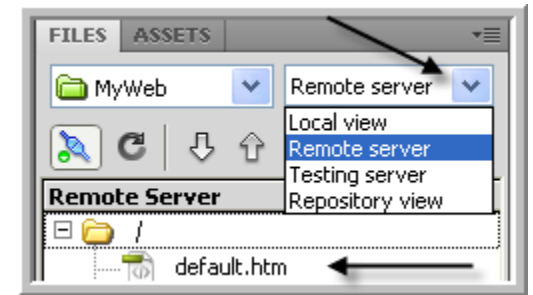 FILES ASSETS
MyWeb Remote server
Local view
Remote server
Testing server
Repository view
Remote Server
/
default.htm